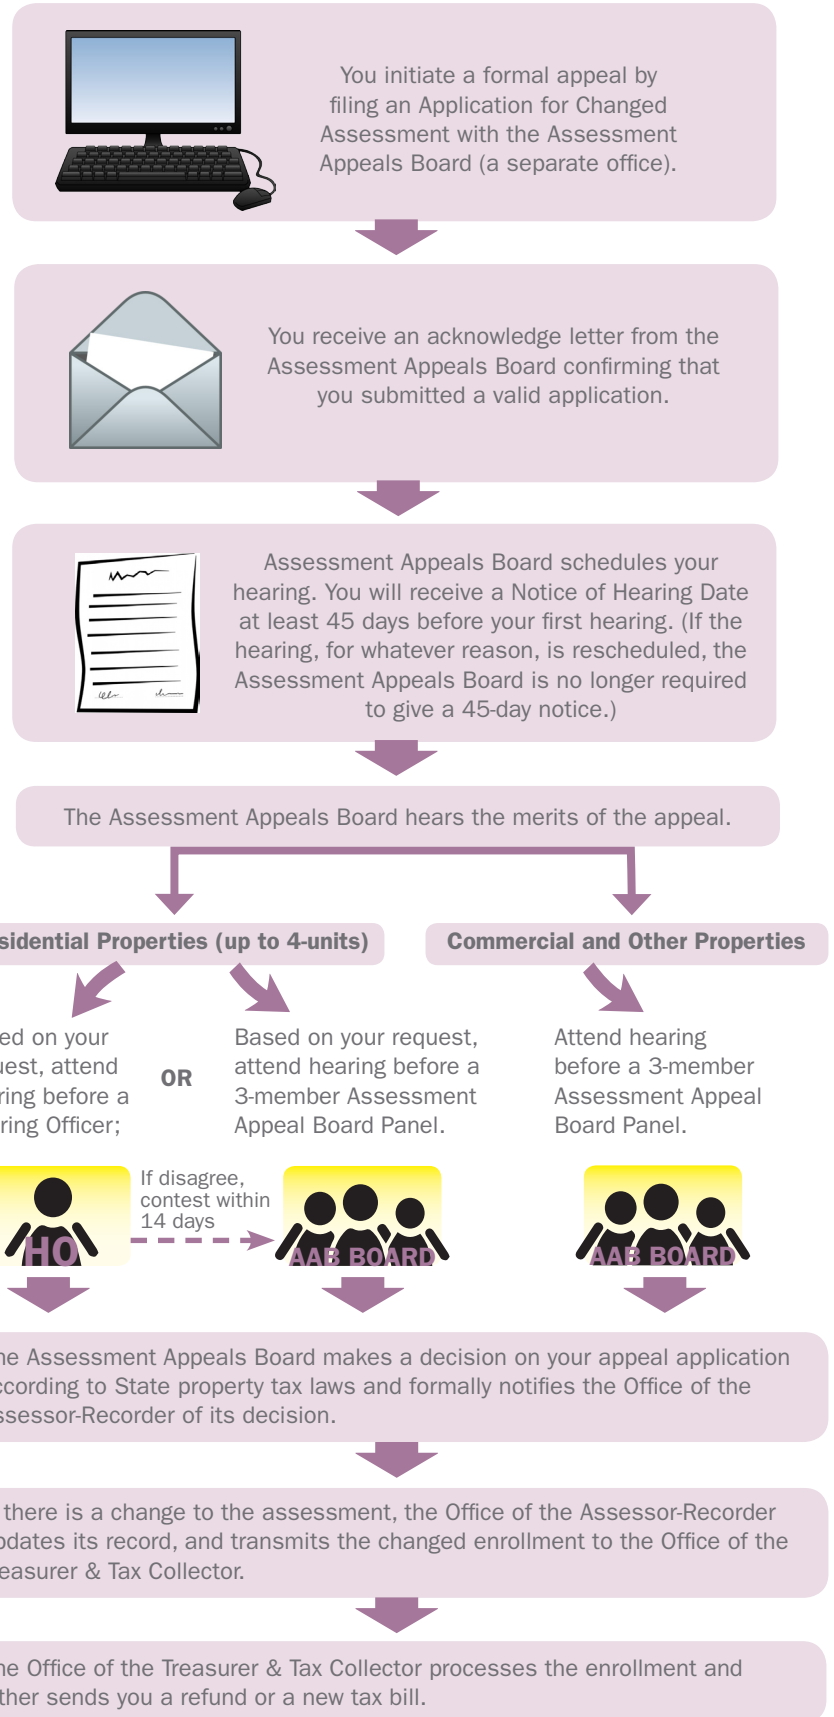 You initiate a formal appeal by
filing an Application for Changed
Assessment with the Assessment
Appeals Board (a separate office).
You receive an acknowledge letter from the
Assessment Appeals Board confirming that
you submitted a valid application.
Assessment Appeals Board schedules your
hearing. You will receive a Notice of Hearing Date
at least 45 days before your first hearing. (If the
hearing, for whatever reason, is rescheduled, the
Assessment Appeals Board is no longer required
to give a 45-day notice.)
The Assessment Appeals Board hears the merits of the appeal.
sidential Properties (up to 4-units)
Commercial and Other Properties
ed on your
uest, attend
ring before a
ring Officer;
OR
Based on your request,
attend hearing before a
3-member Assessment
Appeal Board Panel.
Attend hearing
before a 3-member
Assessment Appeal
Board Panel.
HO
If disagree,
contest within
14 days
AAB BOARD
AAB BOARD
he Assessment Appeals Board makes a decision on your appeal application
ccording to State property tax laws and formally notifies the Office of the
ssessor-Recorder of its decision.
there is a change to the assessment, the Office of the Assessor-Recorder
pdates its record, and transmits the changed enrollment to the Office of the
easurer & Tax Collector.
he Office of the Treasurer & Tax Collector processes the enrollment and
ther sends you a refund or a new tax bill.